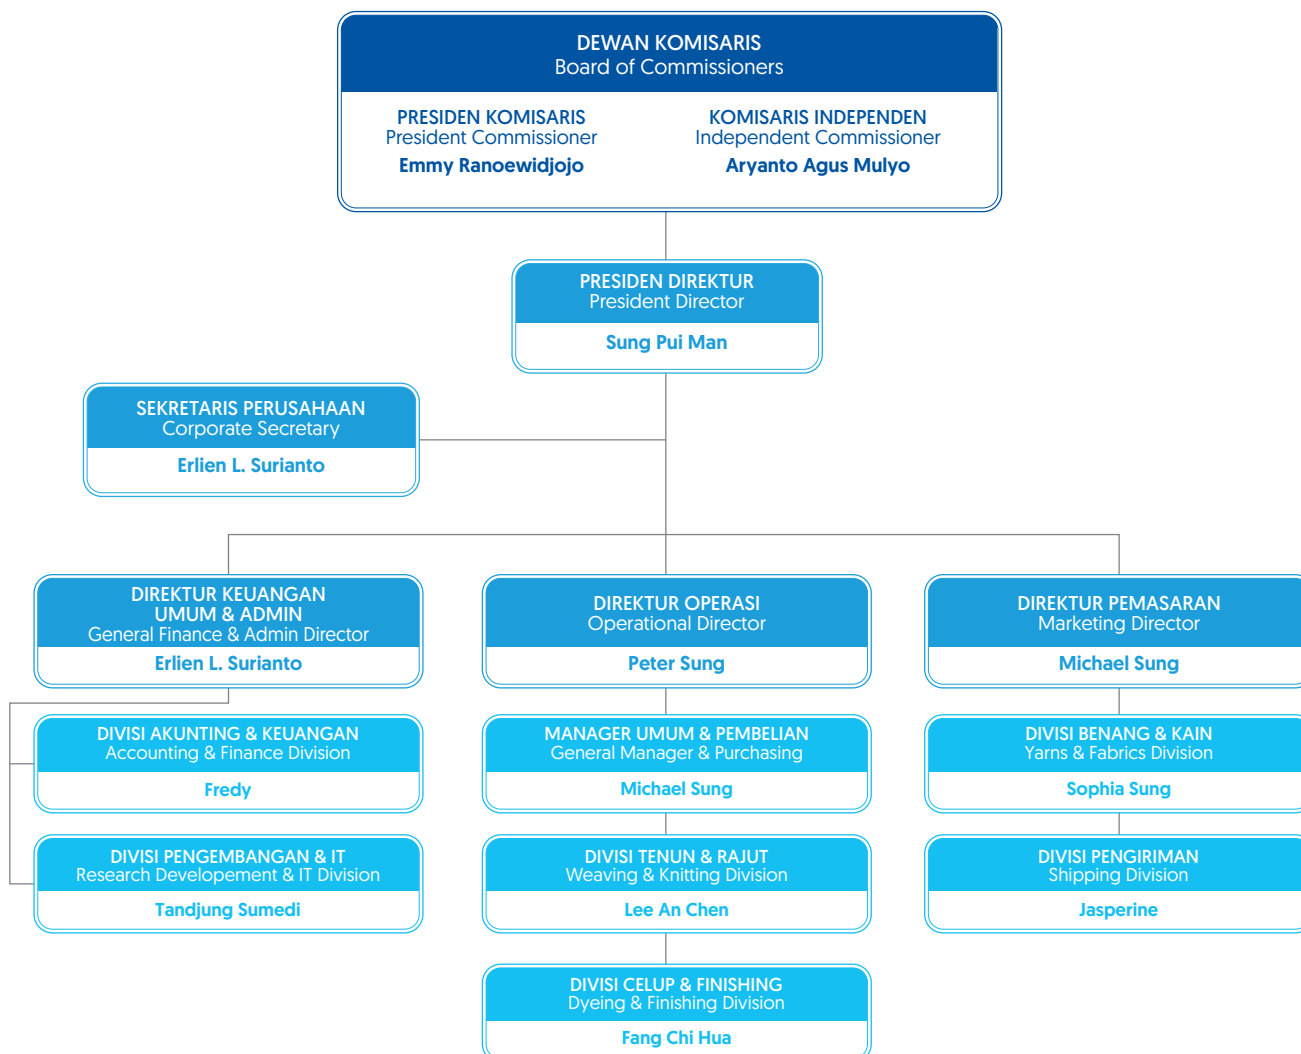 DEWAN KOMISARIS
Board of Commissioners
PRESIDEN KOMISARIS
President Commissioner
Emmy Ranoewidjojo
KOMISARIS INDEPENDEN
Independent Commissioner
Aryanto Agus Mulyo
PRESIDEN DIREKTUR
President Director
Sung Pui Man
SEKRETARIS PERUSAHAAN
Corporate Secretary
Erlien L. Surianto
DIREKTUR KEUANGAN
UMUM & ADMIN
General Finance & Admin Director
Erlien L. Surianto
DIREKTUR OPERASI
Operational Director
Peter Sung
DIREKTUR PEMASARAN
Marketing Director
Michael Sung
DIVISI AKUNTING & KEUANGAN
Accounting & Finance Division
Fredy
MANAGER UMUM & PEMBELIAN
General Manager & Purchasing
Michael Sung
DIVISI BENANG & KAIN
Yarns & Fabrics Division
Sophia Sung
DIVISI PENGEMBANGAN & IT
Research Developement & IT Division
Tandjung Sumedi
DIVISI TENUN & RAJUT
Weaving & Knitting Division
Lee An Chen
DIVISI PENGIRIMAN
Shipping Division
Jasperine
DIVISI CELUP & FINISHING
Dyeing & Finishing Division
Fang Chi Hua